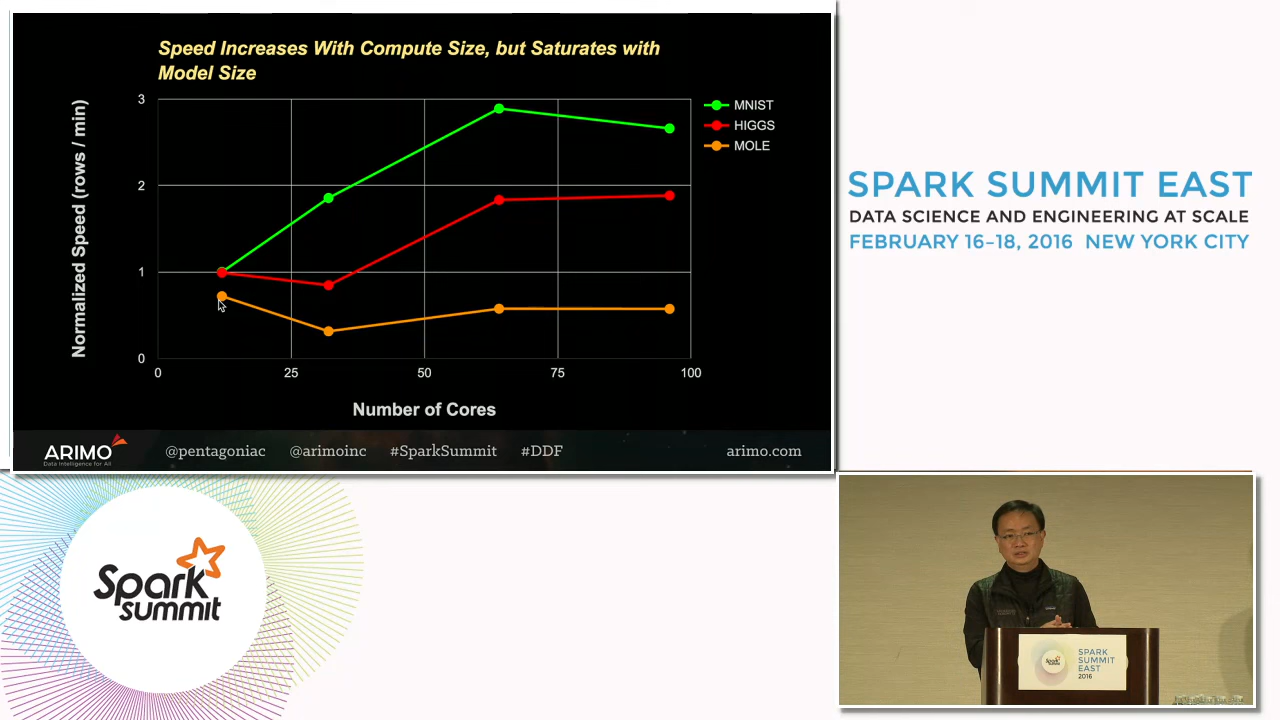 Speed Increases With Compute Size, but Saturates with
Model Size
Normalized Speed (rows / min)
3
2
1
0
0 25 50 75 100
Number of Cores
MNIST
HIGGS
MOLE
ARIMO
Data Intelligence for All
@pentagoniac @arimoinc #SparkSummit #DDF arimo.com
SPARK SUMMIT EAST
DATA SCIENCE AND ENGINEERING AT SCALE
FEBRUARY 16-18, 2016 NEW YORK CITY
Spark
summit
Spark
summit
SPARK
SUMMIT
EAST
2016